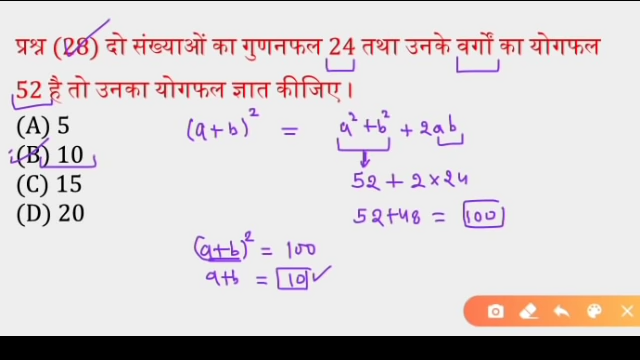 प्रश्न (28) दो संख्याओं का गुणनफल 24 तथा उनके वर्गों का योगफल
52 है तो उनका योगफल ज्ञात कीजिए।
(A) 5
(B) 10
(C) 15
(D) 20
(a+b)² = a² + b² + 2ab
52 + 2×24
52+48 = 100
(a+b)² = 100
a+b = 10 ✓